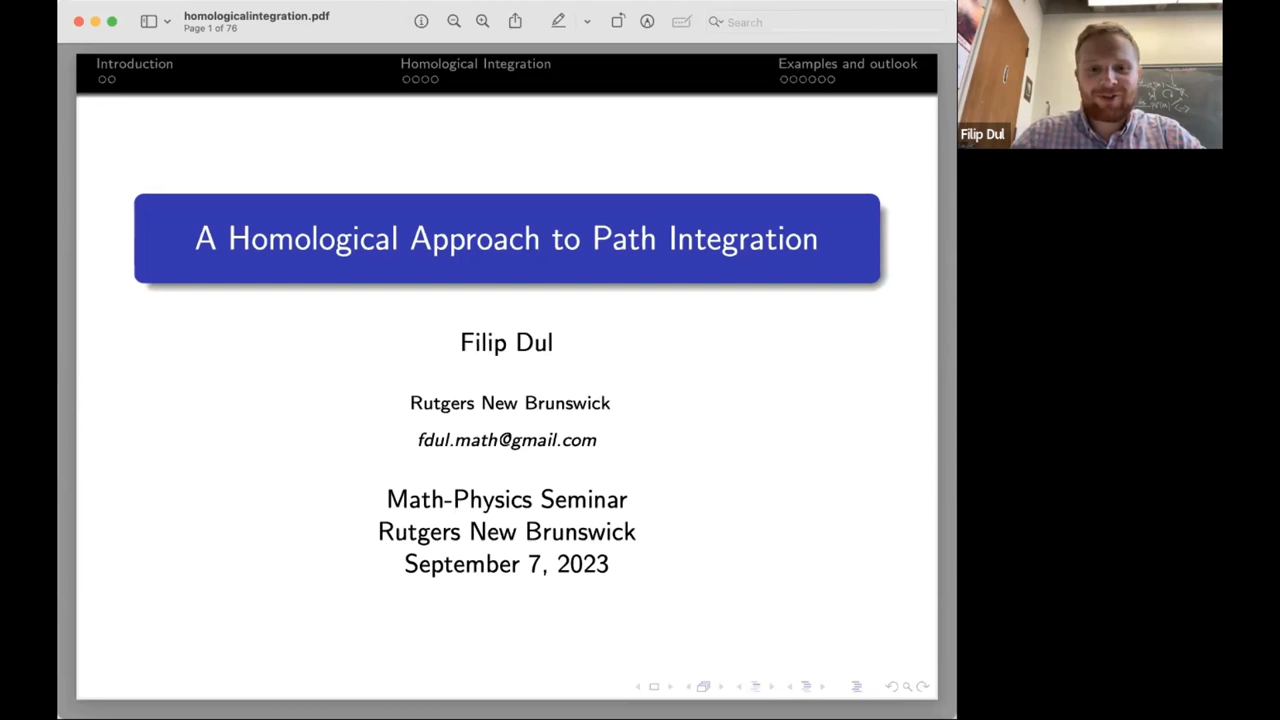 homologicalintegration.pdf
Page 1 of 76
Search
Introduction
Homological Integration
Examples and outlook
A Homological Approach to Path Integration
Filip Dul
Rutgers New Brunswick
fdul.math@gmail.com
Math-Physics Seminar
Rutgers New Brunswick
September 7, 2023
Filip Dul